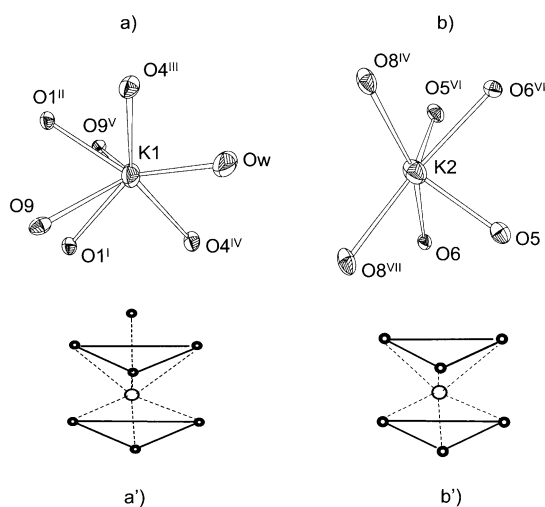 a) b)
O4ᴵᴵᴵ O8ᴵⱽ
O1ᴵᴵ O5ⱽᴵ O6ⱽᴵ
O9ⱽ K1
Ow K2
O9 O5
O1ᴵ O4ᴵⱽ O6
O8ⱽᴵᴵ
a') b')